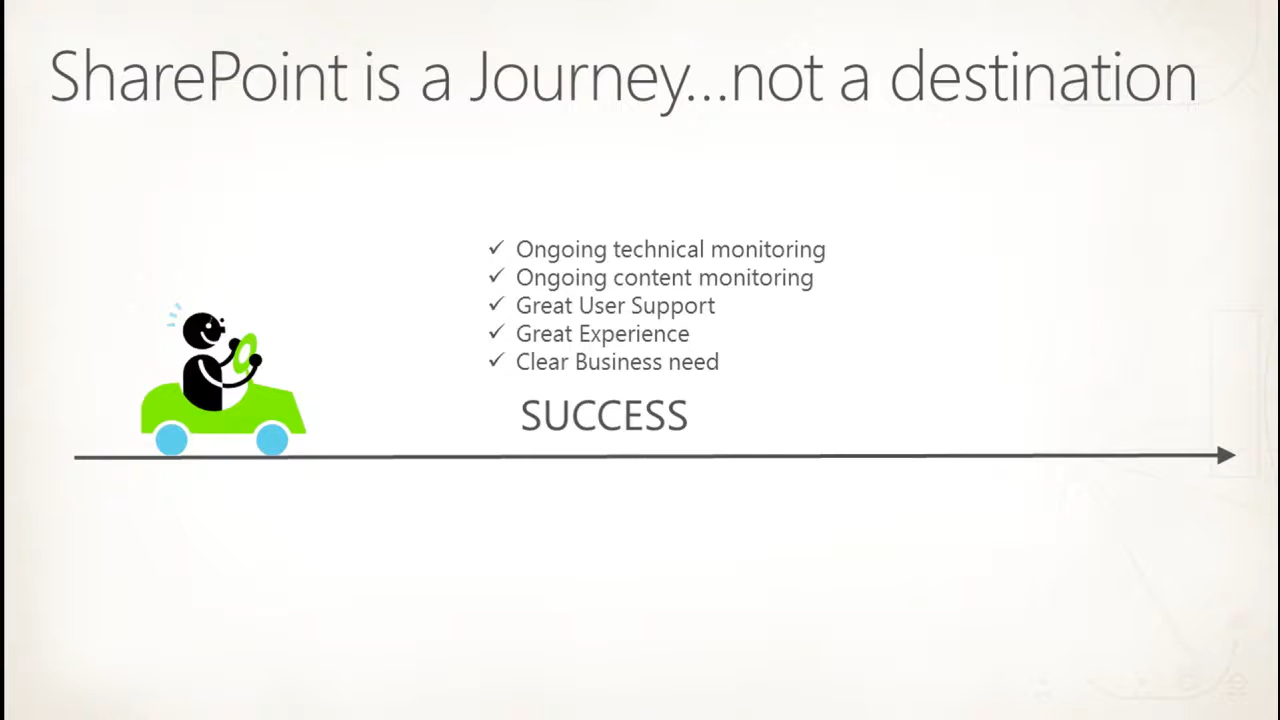 SharePoint is a Journey...not a destination
✓ Ongoing technical monitoring
✓ Ongoing content monitoring
✓ Great User Support
✓ Great Experience
✓ Clear Business need
SUCCESS